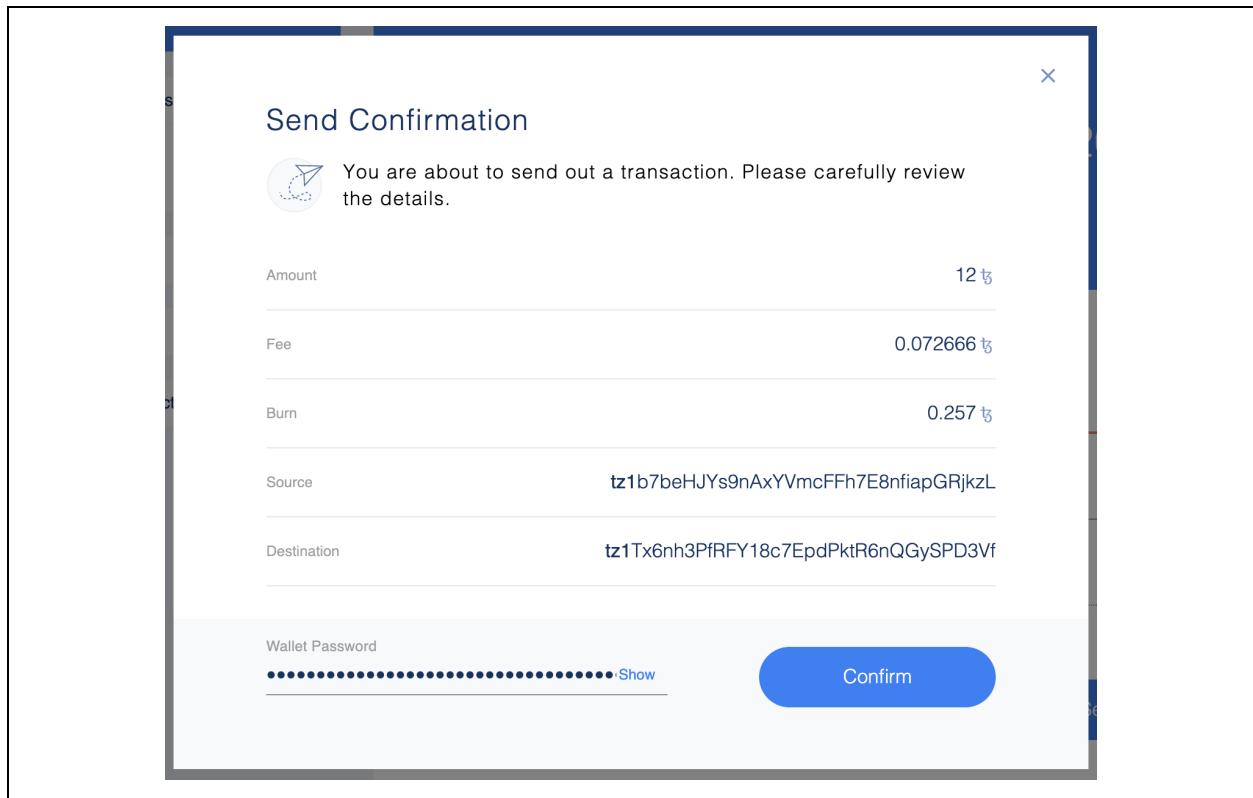 Send Confirmation
You are about to send out a transaction. Please carefully review
the details.
Amount 12 ꜩ
Fee 0.072666 ꜩ
Burn 0.257 ꜩ
Source tz1b7beHJYs9nAxYVmcFFh7E8nfiapGRjkzL
Destination tz1Tx6nh3PfRFY18c7EpdPktR6nQGySPD3Vf
Wallet Password
Show
Confirm